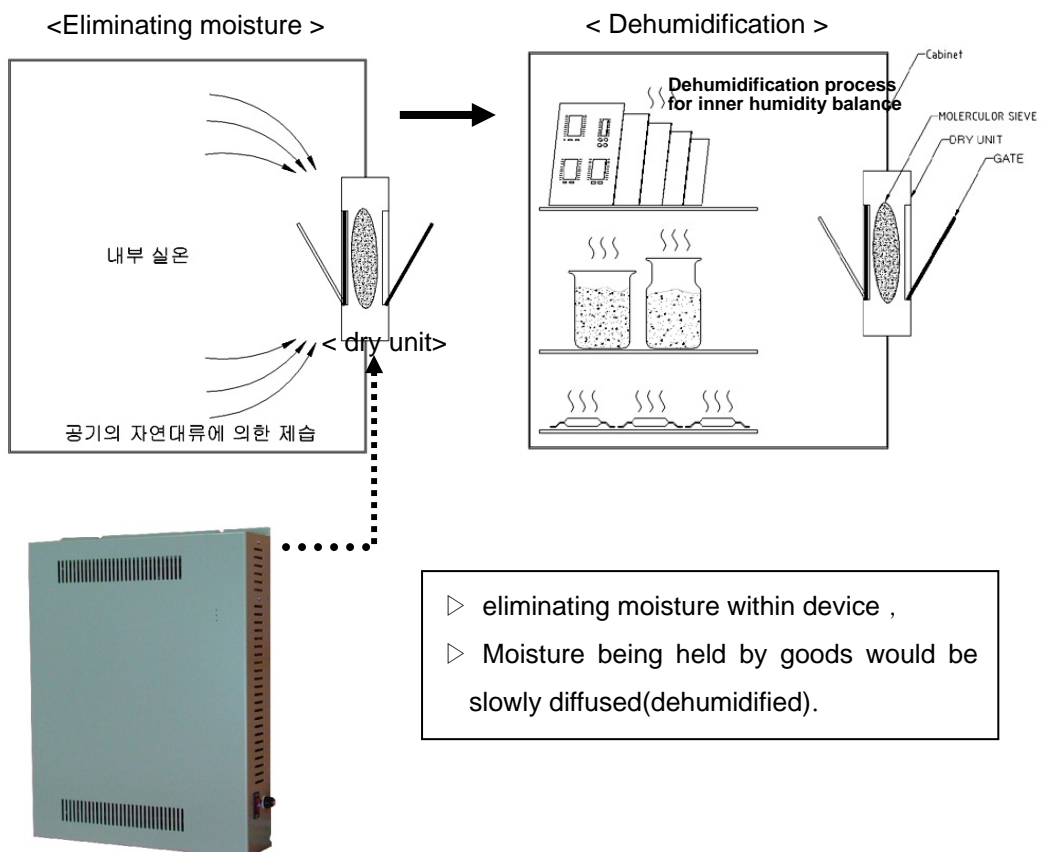 <Eliminating moisture >
< Dehumidification >
Cabinet
Dehumidification process
for inner humidity balance
MOLERCULOR SIEVE
DRY UNIT
GATE
내부 실온
< dry unit>
공기의 자연대류에 의한 제습
▷ eliminating moisture within device ,
▷ Moisture being held by goods would be
slowly diffused(dehumidified).